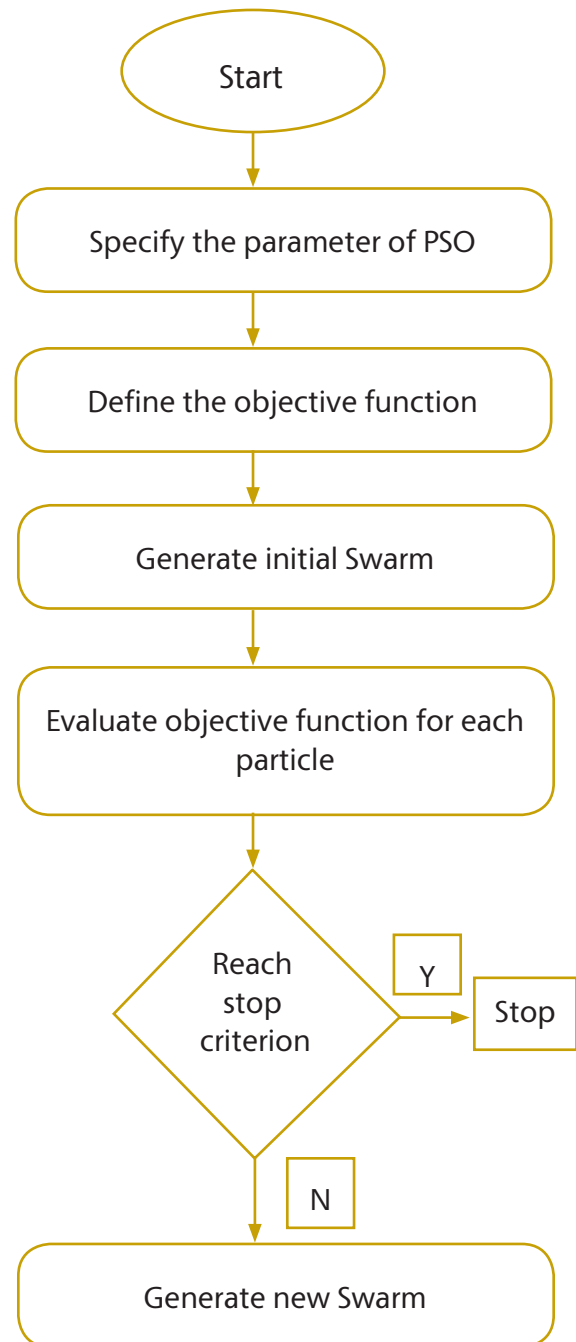 Start
Specify the parameter of PSO
Define the objective function
Generate initial Swarm
Evaluate objective function for each
particle
Reach
stop
criterion
Y
Stop
N
Generate new Swarm